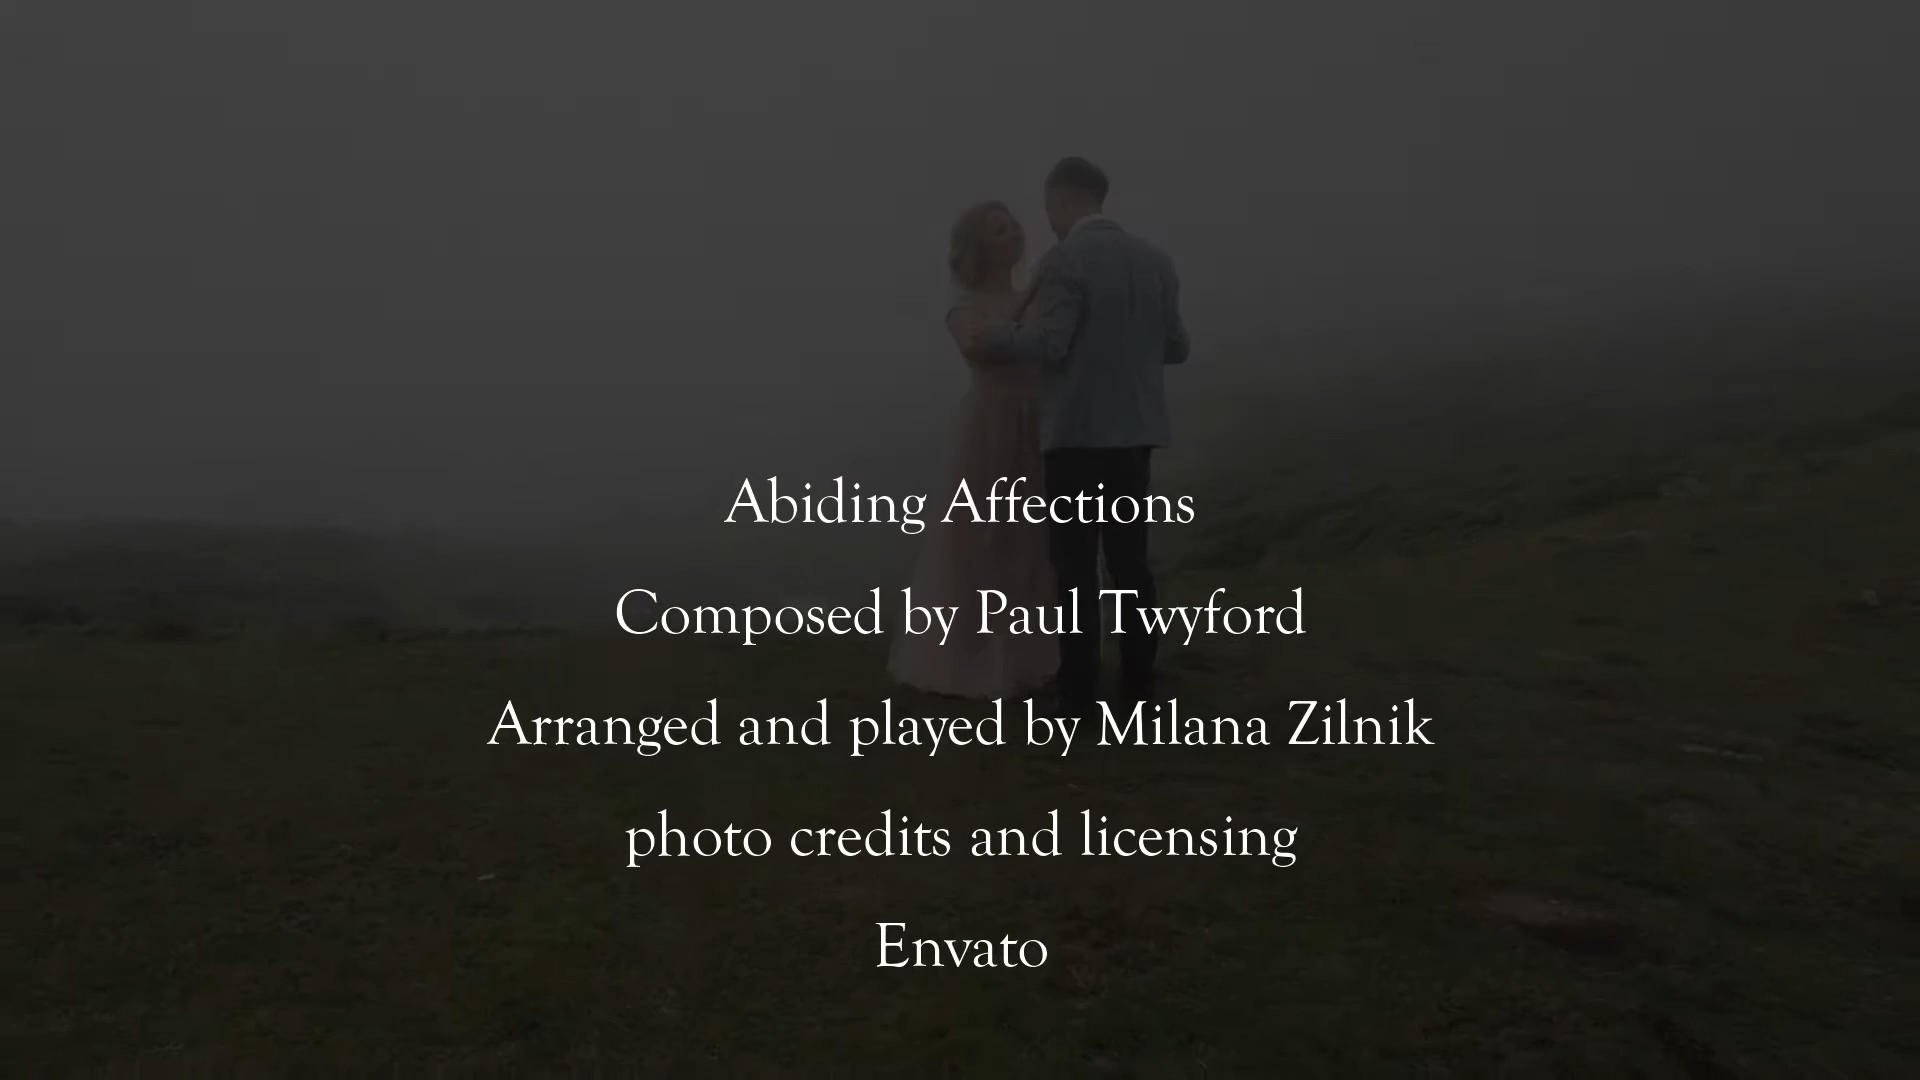 Abiding Affections
Composed by Paul Twyford
Arranged and played by Milana Zilnik
photo credits and licensing
Envato